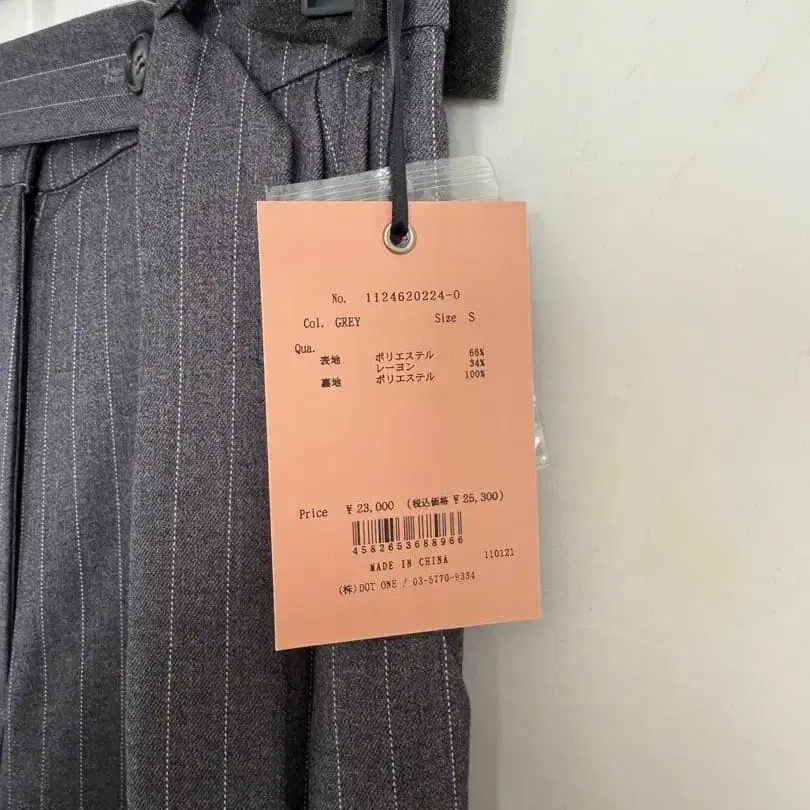 No. 1124620224-0
Col. GREY Size S
Qua.
表地 ポリエステル 66%
レーヨン 34%
裏地 ポリエステル 100%
Price ¥23,000 (税込価格 ¥25,300)
4582653688966
MADE IN CHINA 110121
(株)DOT ONE / 03-5770-9334